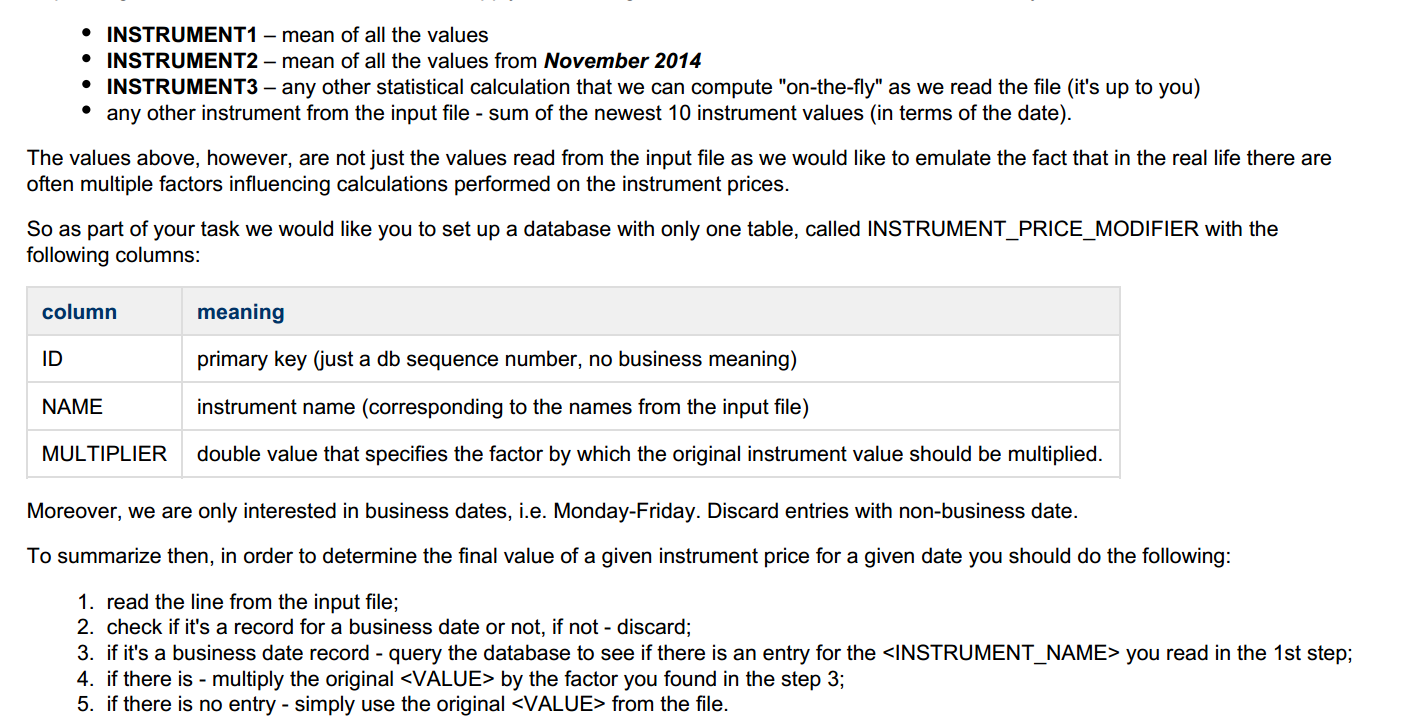 • INSTRUMENT1 – mean of all the values
• INSTRUMENT2 – mean of all the values from November 2014
• INSTRUMENT3 – any other statistical calculation that we can compute "on-the-fly" as we read the file (it's up to you)
• any other instrument from the input file - sum of the newest 10 instrument values (in terms of the date).
The values above, however, are not just the values read from the input file as we would like to emulate the fact that in the real life there are
often multiple factors influencing calculations performed on the instrument prices.
So as part of your task we would like you to set up a database with only one table, called INSTRUMENT_PRICE_MODIFIER with the
following columns:
column meaning
ID primary key (just a db sequence number, no business meaning)
NAME instrument name (corresponding to the names from the input file)
MULTIPLIER double value that specifies the factor by which the original instrument value should be multiplied.
Moreover, we are only interested in business dates, i.e. Monday-Friday. Discard entries with non-business date.
To summarize then, in order to determine the final value of a given instrument price for a given date you should do the following:
1. read the line from the input file;
2. check if it's a record for a business date or not, if not - discard;
3. if it's a business date record - query the database to see if there is an entry for the <INSTRUMENT_NAME> you read in the 1st step;
4. if there is - multiply the original <VALUE> by the factor you found in the step 3;
5. if there is no entry - simply use the original <VALUE> from the file.